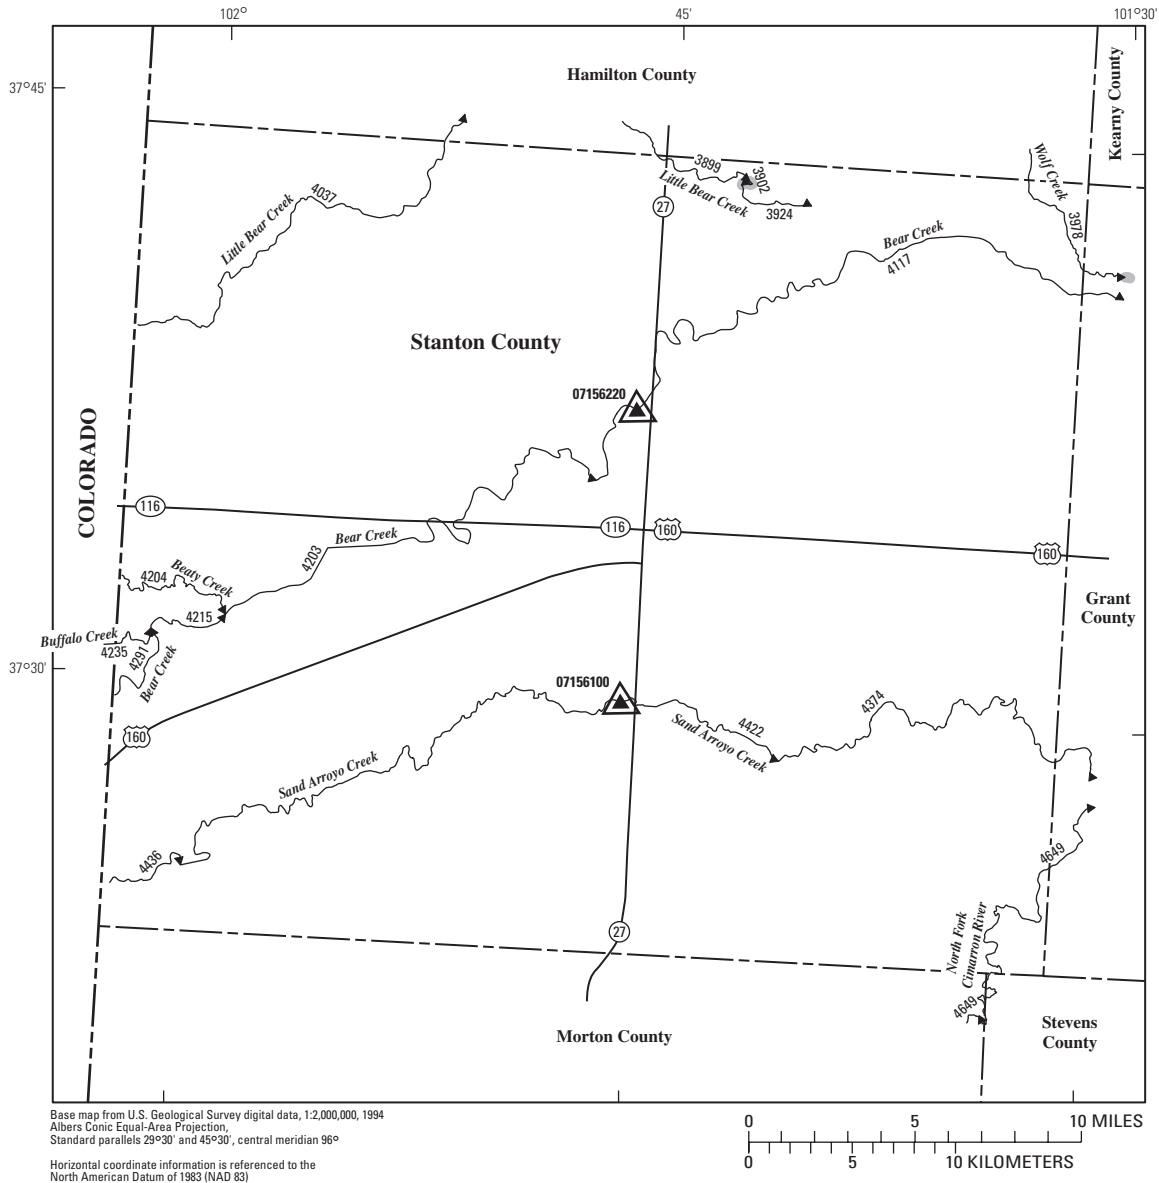 102°
45'
101°30'
37°45'
Hamilton County
Kearny County
3899
3902
Little Bear Creek
3924
27
Wolf Creek
3978
4037
Little Bear Creek
Bear Creek
4117
Stanton County
07156220
COLORADO
116
116
160
160
Bear Creek
4203
Beaty Creek
4204
4215
Buffalo Creek
4235
4291
Bear Creek
Grant
County
37°30'
07156100
160
4422
Sand Arroyo Creek
4374
Sand Arroyo Creek
4436
4649
27
North Fork
Cimarron River
4649
Morton County
Stevens
County
Base map from U.S. Geological Survey digital data, 1:2,000,000, 1994
Albers Conic Equal-Area Projection,
Standard parallels 29°30' and 45°30', central meridian 96°
Horizontal coordinate information is referenced to the
North American Datum of 1983 (NAD 83)
0 5 10 MILES
0 5 10 KILOMETERS